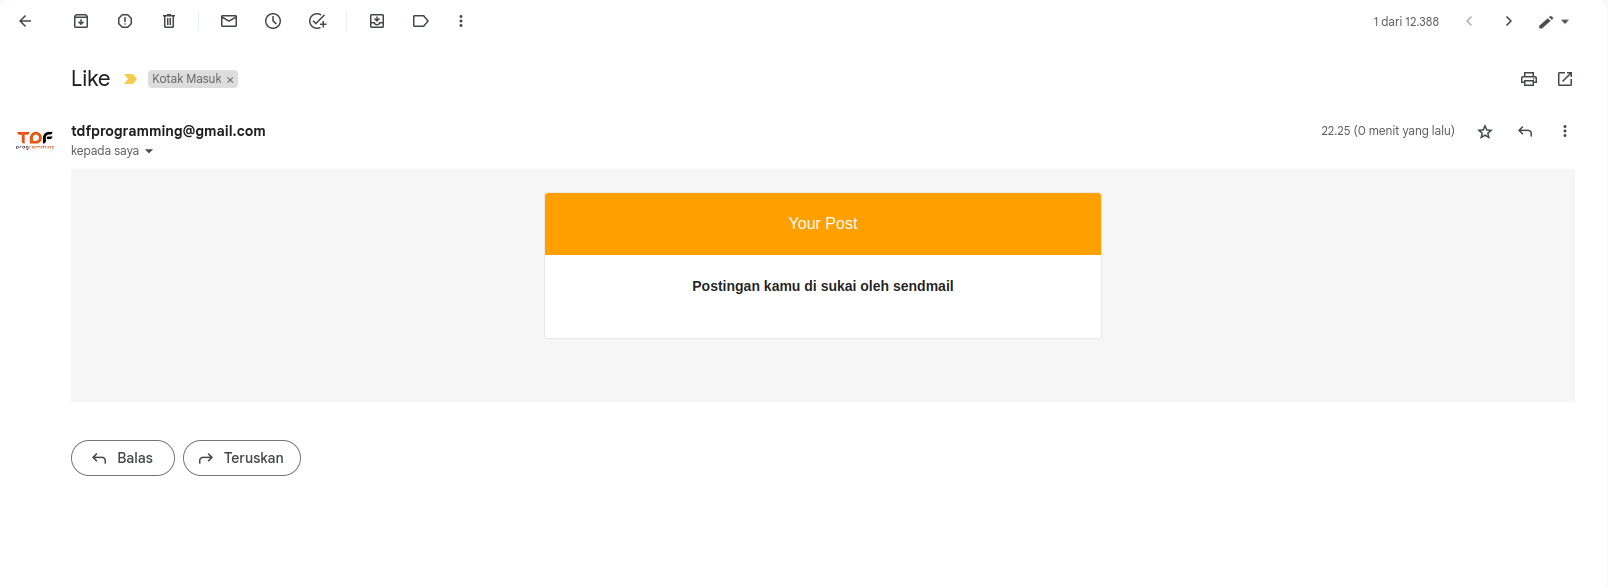 1 dari 12.388
Like
Kotak Masuk
TDF
programming
tdfprogramming@gmail.com
22.25 (0 menit yang lalu)
kepada saya
Your Post
Postingan kamu di sukai oleh sendmail
Balas
Teruskan